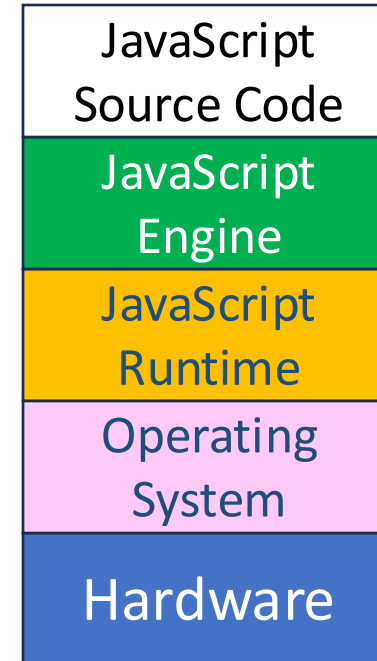 JavaScript
Source Code
JavaScript
Engine
JavaScript
Runtime
Operating
System
Hardware